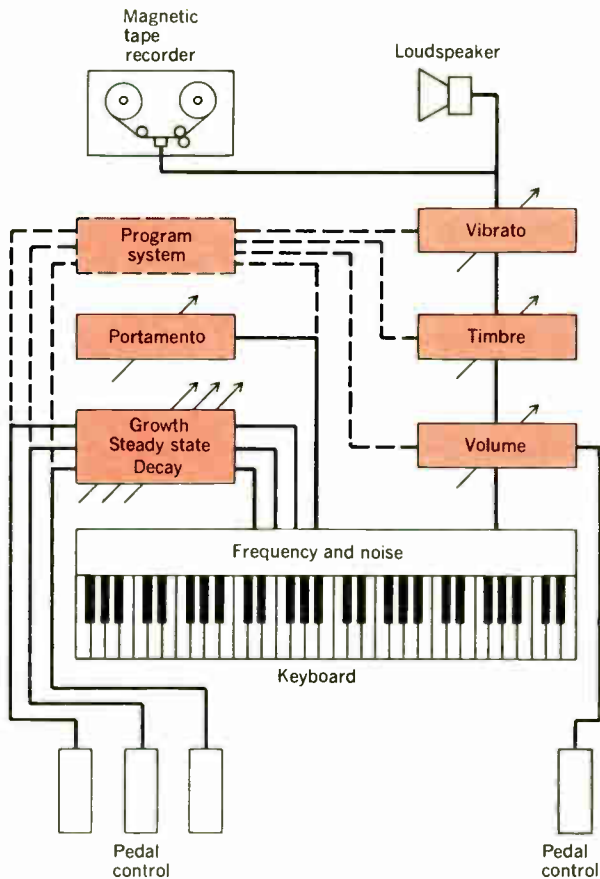 Magnetic
tape
recorder
Loudspeaker
Program
system
Vibrato
Portamento
Timbre
Growth
Steady state
Decay
Volume
Frequency and noise
Keyboard
Pedal
control
Pedal
control